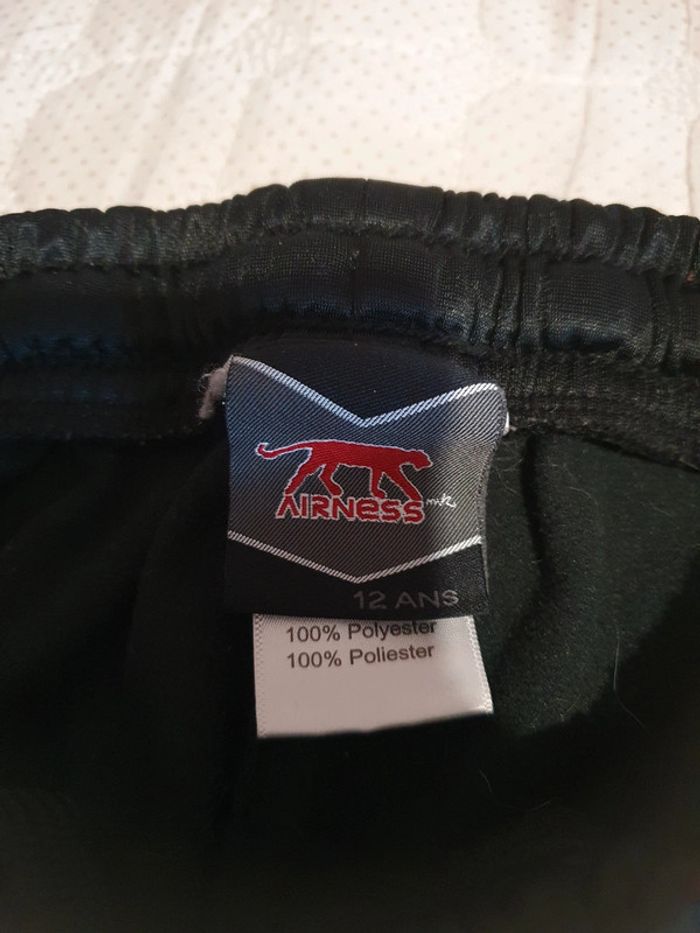 AIRNESS
12 ANS
100% Polyester
100% Poliester